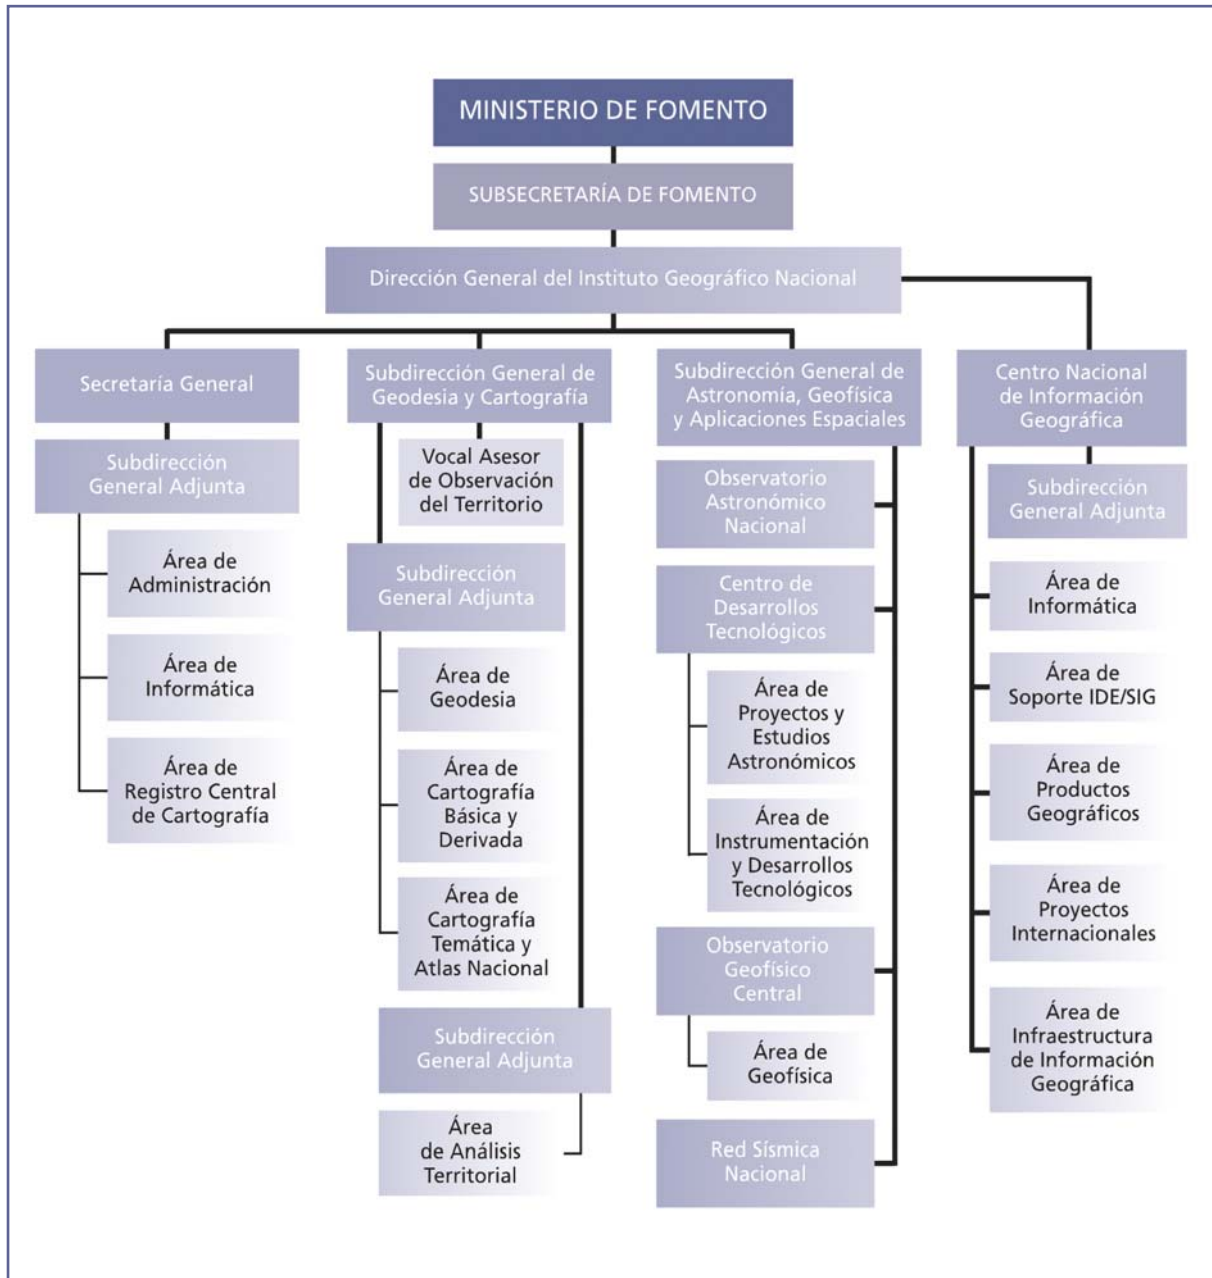 MINISTERIO DE FOMENTO
SUBSECRETARÍA DE FOMENTO
Dirección General del Instituto Geográfico Nacional
Secretaría General
Subdirección
General Adjunta
Área de
Administración
Área de
Informática
Área de
Registro Central
de Cartografía
Subdirección General de
Geodesia y Cartografía
Vocal Asesor
de Observación
del Territorio
Subdirección
General Adjunta
Área de
Geodesia
Área de
Cartografía
Básica y
Derivada
Área de
Cartografía
Temática y
Atlas Nacional
Subdirección
General Adjunta
Área
de Análisis
Territorial
Subdirección General de
Astronomía, Geofísica
y Aplicaciones Espaciales
Observatorio
Astronómico
Nacional
Centro de
Desarrollos
Tecnológicos
Área de
Proyectos y
Estudios
Astronómicos
Área de
Instrumentación
y Desarrollos
Tecnológicos
Observatorio
Geofísico
Central
Área de
Geofísica
Red Sísmica
Nacional
Centro Nacional
de Información
Geográfica
Subdirección
General Adjunta
Área de
Informática
Área de
Soporte IDE/SIG
Área de
Productos
Geográficos
Área de
Proyectos
Internacionales
Área de
Infraestructura
de Información
Geográfica